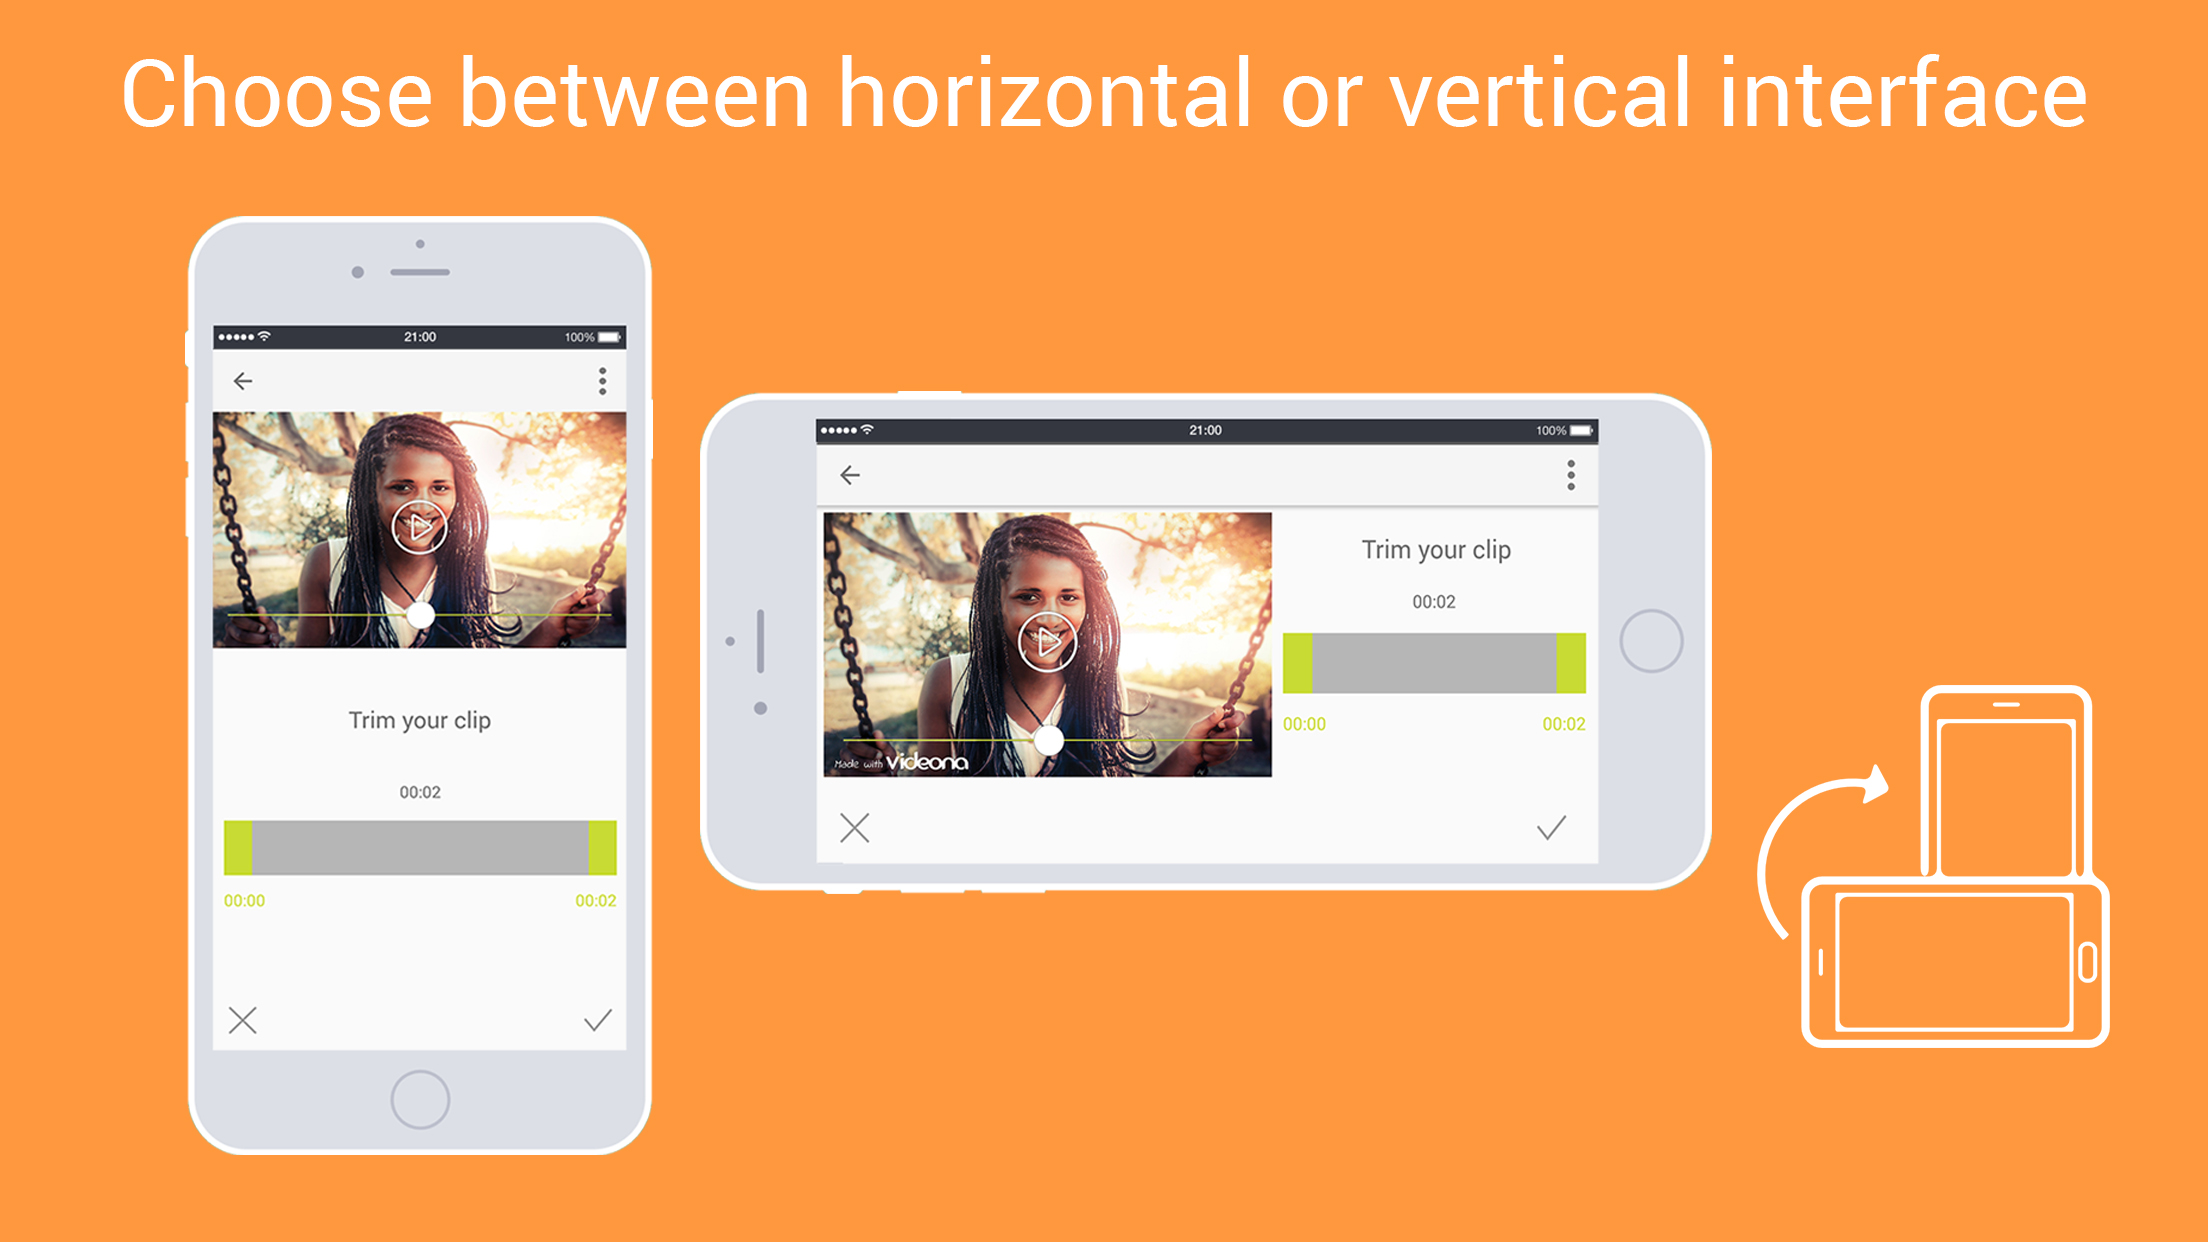 Choose between horizontal or vertical interface
21:00
100%
Trim your clip
00:02
00:00 00:02
21:00
100%
Made with Videona
Trim your clip
00:02
00:00 00:02